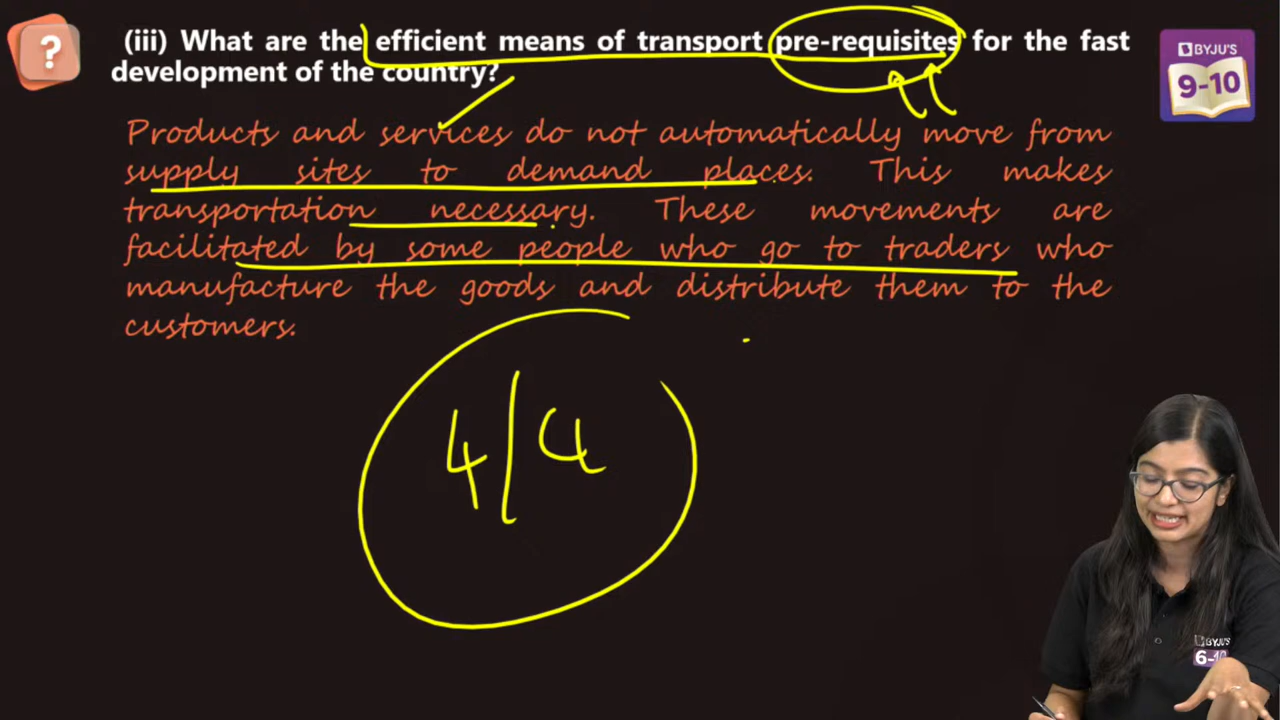 ?
(iii) What are the efficient means of transport pre-requisites for the fast
development of the country?
BYJU'S
9-10
Products and services do not automatically move from
supply sites to demand places. This makes
transportation necessary. These movements are
facilitated by some people who go to traders who
manufacture the goods and distribute them to the
customers.
4/4
BYJU'S
6-10